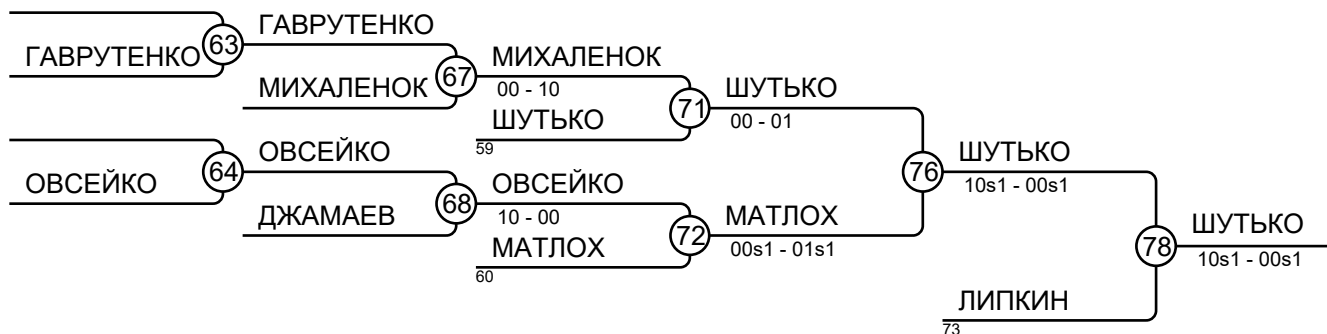 ГАВРУТЕНКО
63
ГАВРУТЕНКО
МИХАЛЕНОК
67
МИХАЛЕНОК
00 - 10
ШУТЬКО
59
71
ШУТЬКО
00 - 01
ОВСЕЙКО
64
ОВСЕЙКО
ДЖАМАЕВ
68
ОВСЕЙКО
10 - 00
МАТЛОХ
60
72
МАТЛОХ
00s1 - 01s1
76
ШУТЬКО
10s1 - 00s1
ЛИПКИН
73
78
ШУТЬКО
10s1 - 00s1